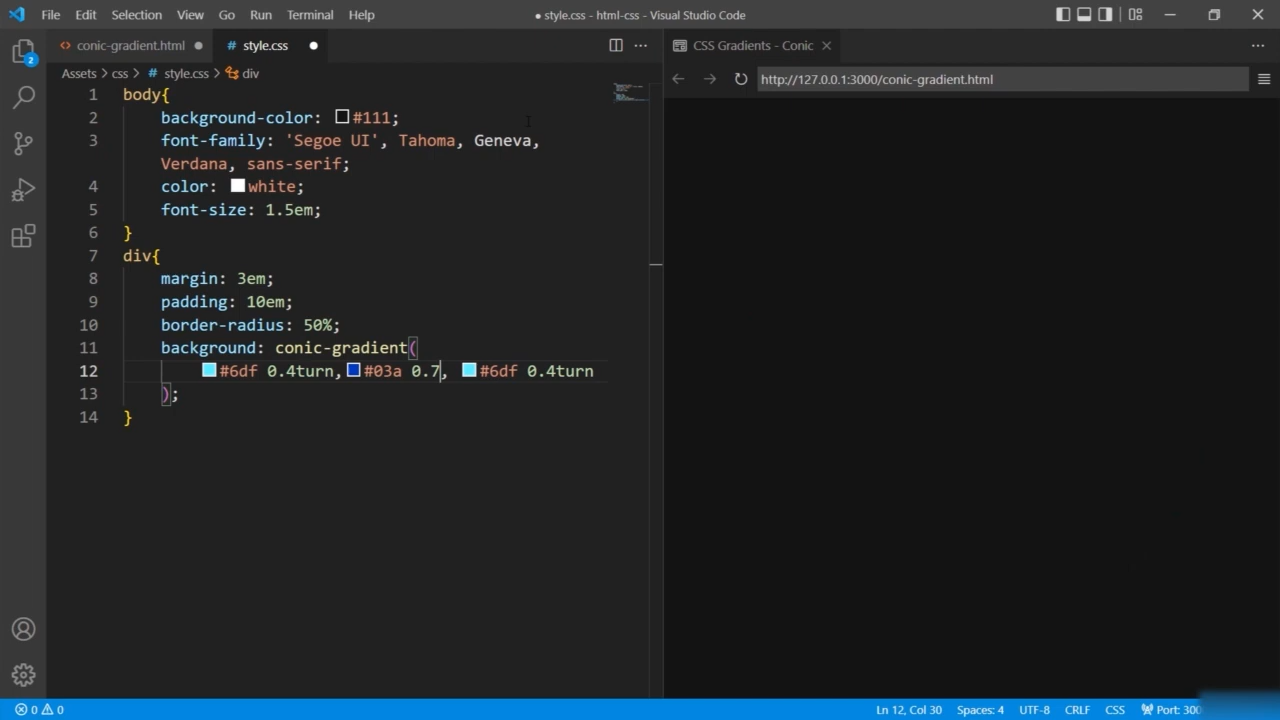 File Edit Selection View Go Run Terminal Help
● style.css - html-css - Visual Studio Code
conic-gradient.html
# style.css
CSS Gradients - Conic
2
Assets > css > # style.css > div
http://127.0.0.1:3000/conic-gradient.html
1 body{
2 background-color: #111;
3 font-family: 'Segoe UI', Tahoma, Geneva,
Verdana, sans-serif;
4 color: white;
5 font-size: 1.5em;
6 }
7 div{
8 margin: 3em;
9 padding: 10em;
10 border-radius: 50%;
11 background: conic-gradient(
12 #6df 0.4turn, #03a 0.7, #6df 0.4turn
13 );
14 }
0 0
Ln 12, Col 30 Spaces: 4 UTF-8 CRLF CSS Port: 300